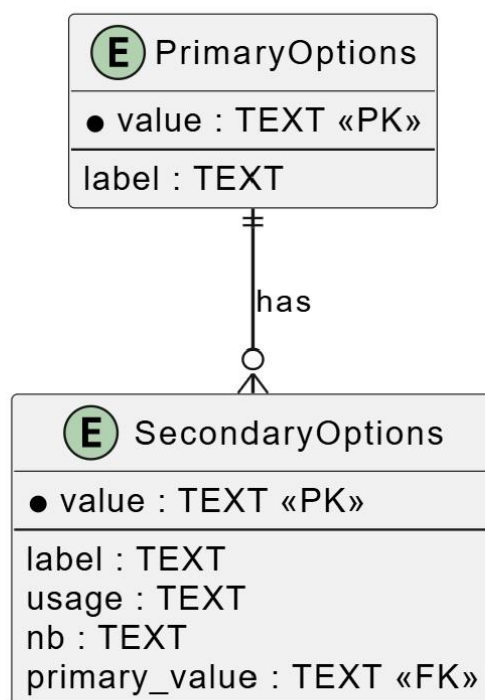 E PrimaryOptions
● value : TEXT «PK»
label : TEXT
has
E SecondaryOptions
● value : TEXT «PK»
label : TEXT
usage : TEXT
nb : TEXT
primary_value : TEXT «FK»